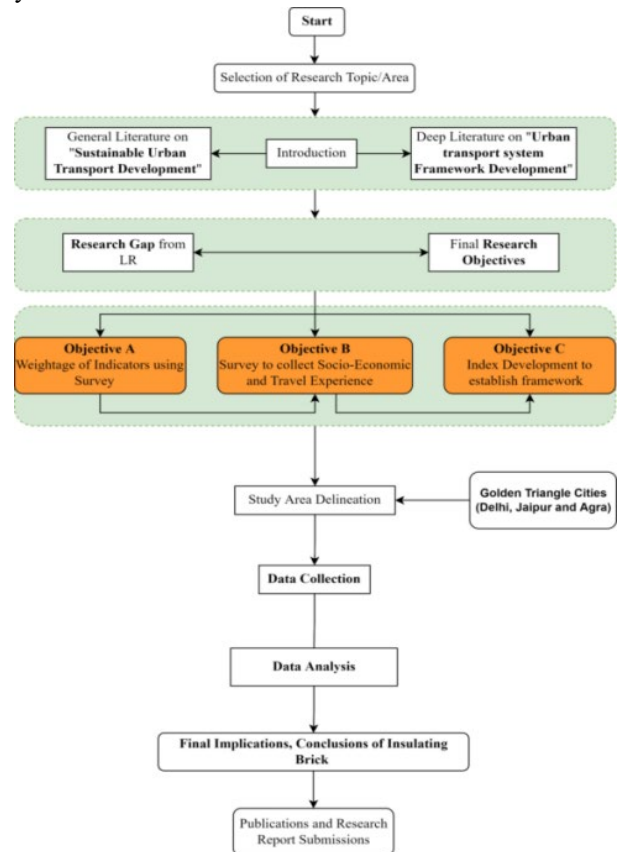 Start
Selection of Research Topic/Area
General Literature on
"Sustainable Urban
Transport Development"
Introduction
Deep Literature on "Urban
transport system
Framework Development"
Research Gap from
LR
Final Research
Objectives
Objective A
Weightage of Indicators using
Survey
Objective B
Survey to collect Socio-Economic
and Travel Experience
Objective C
Index Development to
establish framework
Study Area Delineation
Golden Triangle Cities
(Delhi, Jaipur and Agra)
Data Collection
Data Analysis
Final Implications, Conclusions of Insulating
Brick
Publications and Research
Report Submissions